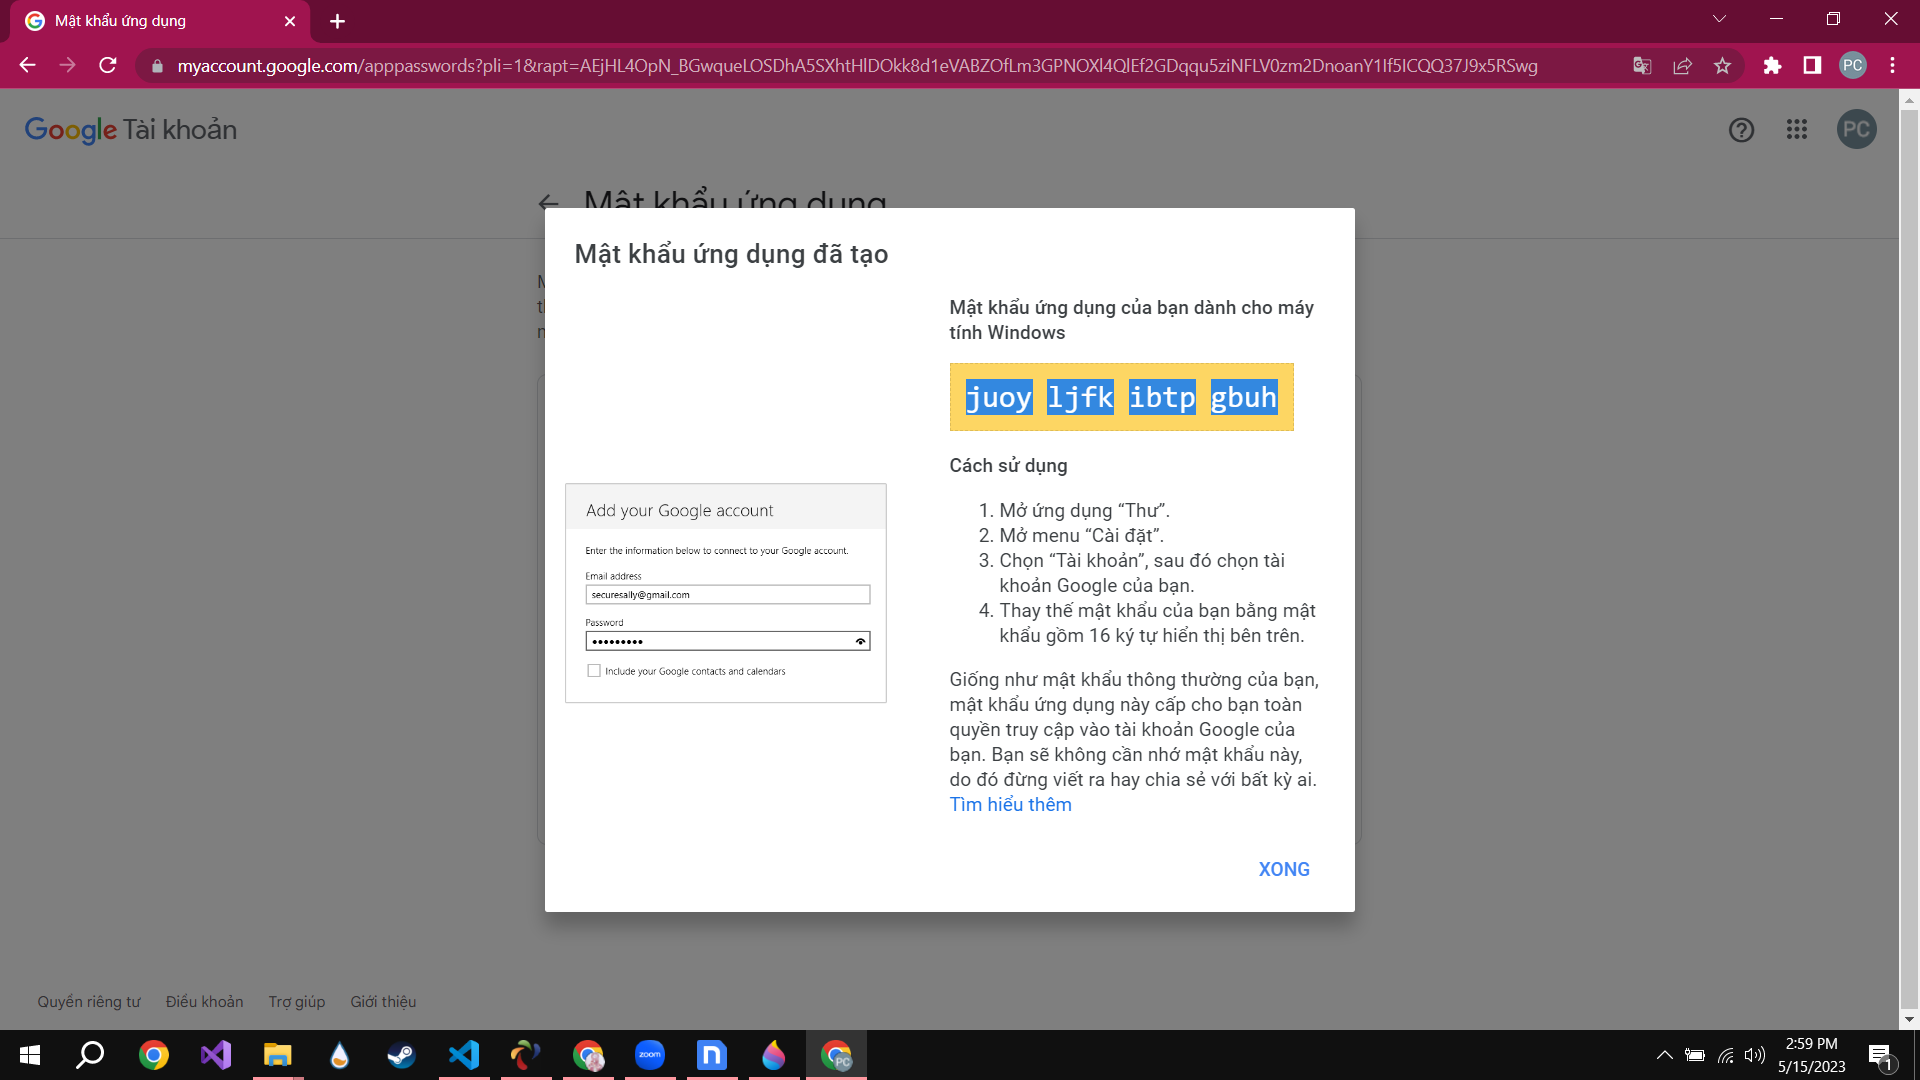 Mật khẩu ứng dụng
myaccount.google.com/apppasswords?pli=1&rapt=AEjHL4OpN_BGwqueLOSDhA5SXhtHlDOkk8d1eVABZOfLm3GPNOXl4QlEf2GDqqu5ziNFLV0zm2DnoanY1If5ICQQ37J9x5RSwg
PC
Google Tài khoản
PC
Mật khẩu ứng dụng
Mật khẩu ứng dụng đã tạo
Mật khẩu ứng dụng của bạn dành cho máy
tính Windows
juoy ljfk ibtp gbuh
Cách sử dụng
1. Mở ứng dụng “Thư”.
2. Mở menu “Cài đặt”.
3. Chọn “Tài khoản”, sau đó chọn tài
khoản Google của bạn.
4. Thay thế mật khẩu của bạn bằng mật
khẩu gồm 16 ký tự hiển thị bên trên.
Giống như mật khẩu thông thường của bạn,
mật khẩu ứng dụng này cấp cho bạn toàn
quyền truy cập vào tài khoản Google của
bạn. Bạn sẽ không cần nhớ mật khẩu này,
do đó đừng viết ra hay chia sẻ với bất kỳ ai.
Tìm hiểu thêm
Add your Google account
Enter the information below to connect to your Google account.
Email address
securesally@gmail.com
Password
Include your Google contacts and calendars
XONG
Quyền riêng tư Điều khoản Trợ giúp Giới thiệu
zoom
PC
2:59 PM
5/15/2023
1